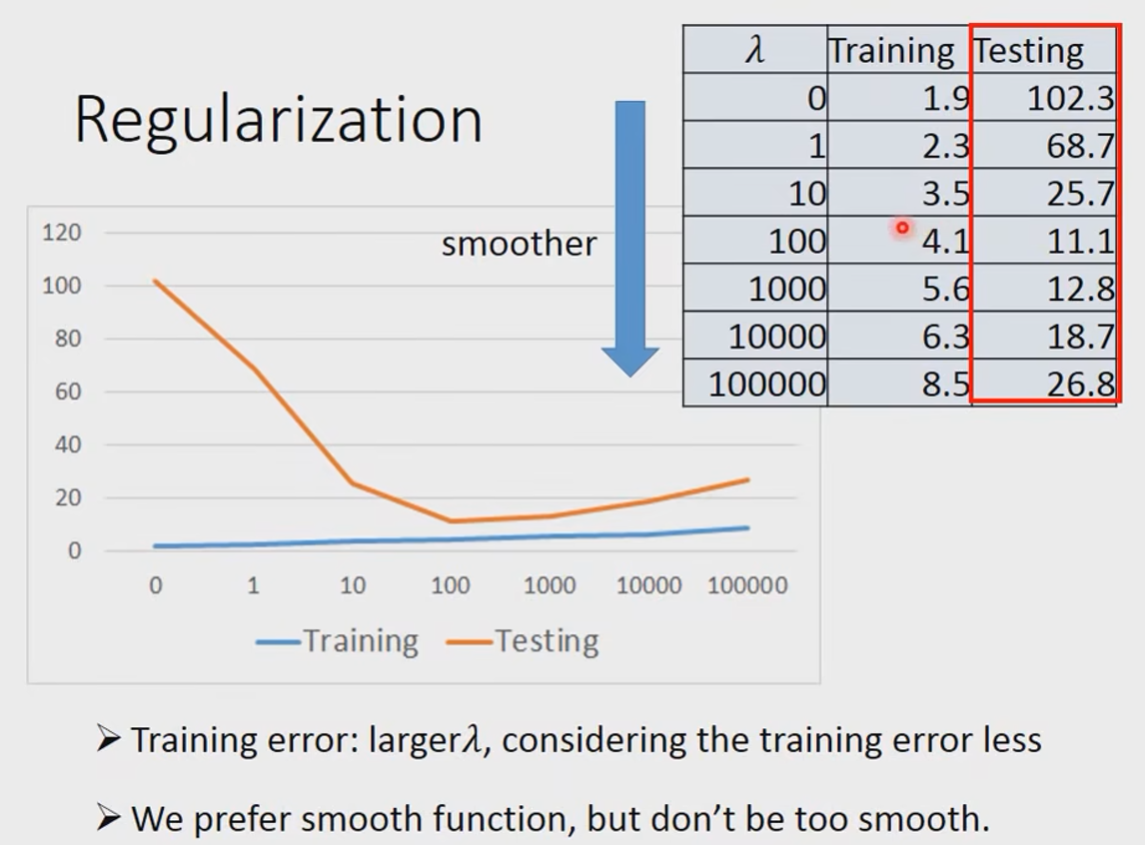 Regularization
λ Training Testing
0 1.9 102.3
1 2.3 68.7
10 3.5 25.7
100 4.1 11.1
1000 5.6 12.8
10000 6.3 18.7
100000 8.5 26.8
smoother
120
100
80
60
40
20
0
0 1 10 100 1000 10000 100000
Training Testing
➢ Training error: largerλ, considering the training error less
➢ We prefer smooth function, but don't be too smooth.